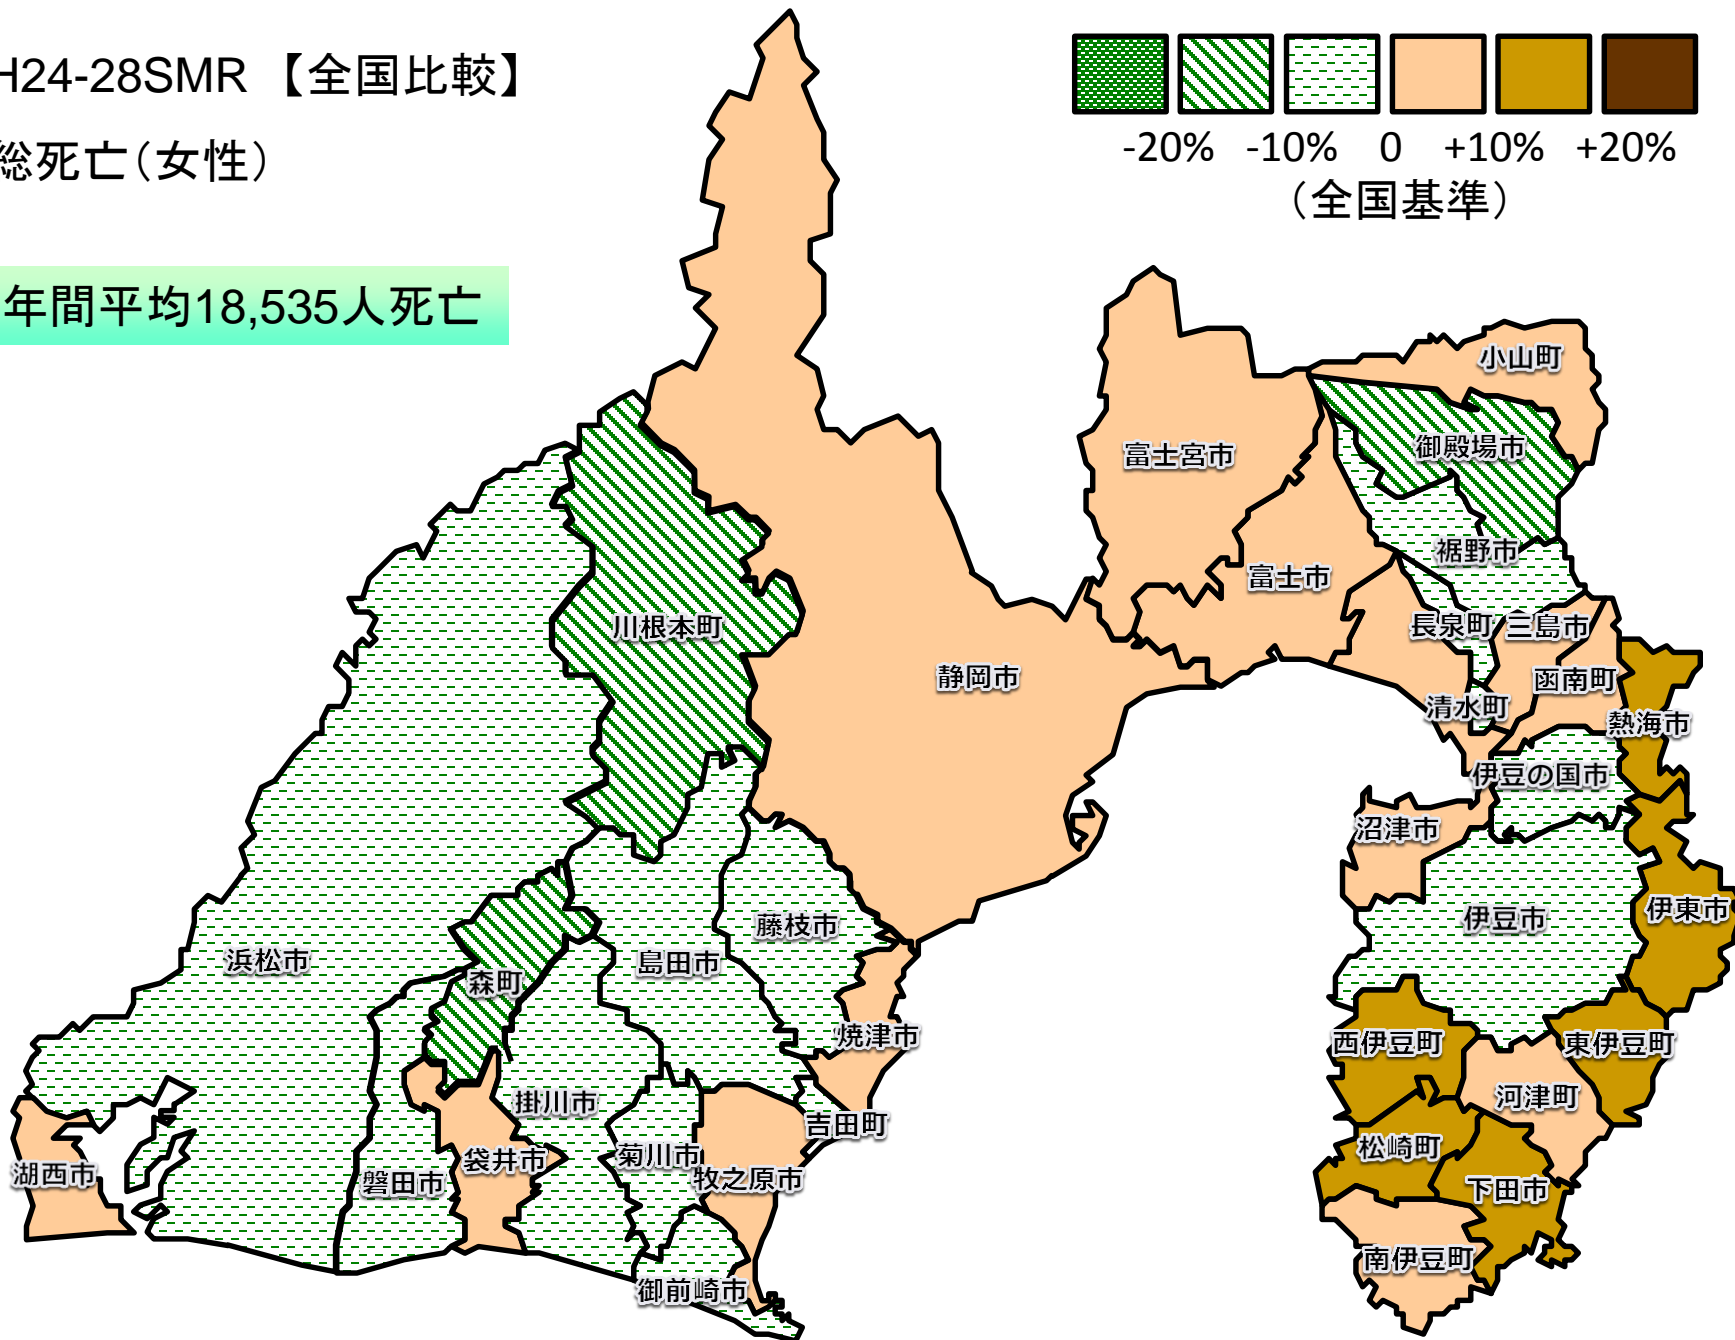 H24-28SMR 【全国比較】
総死亡（女性）
年間平均18,535人死亡
-20% -10% 0 +10% +20%
（全国基準）
小山町
御殿場市
富士宮市
裾野市
富士市
川根本町
長泉町
三島市
静岡市
函南町
清水町
熱海市
伊豆の国市
沼津市
藤枝市
伊豆市
伊東市
浜松市
島田市
森町
焼津市
西伊豆町
東伊豆町
掛川市
河津町
吉田町
菊川市
松崎町
袋井市
湖西市
磐田市
牧之原市
下田市
南伊豆町
御前崎市